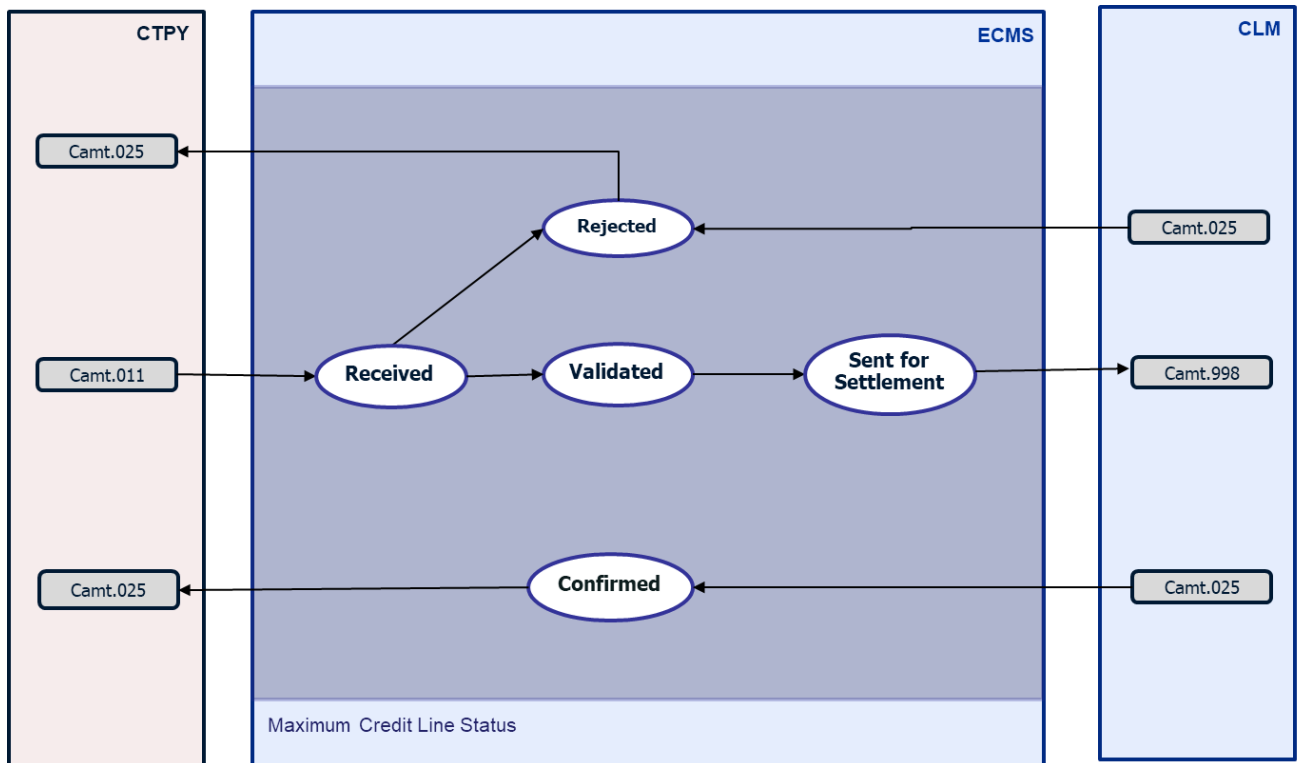 CTPY
ECMS
CLM
Camt.025
Rejected
Camt.025
Camt.011
Received
Validated
Sent for
Settlement
Camt.998
Camt.025
Confirmed
Camt.025
Maximum Credit Line Status